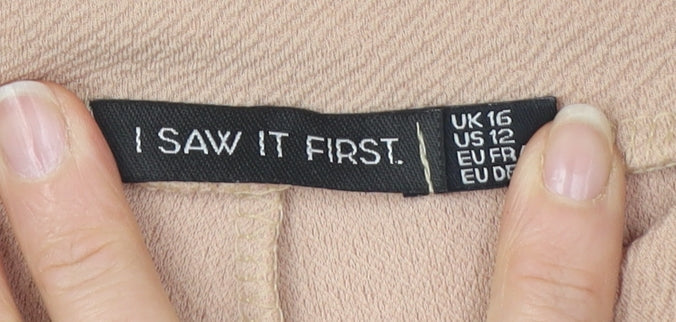 I SAW IT FIRST.
UK 16
US 12
EU FR
EU DE